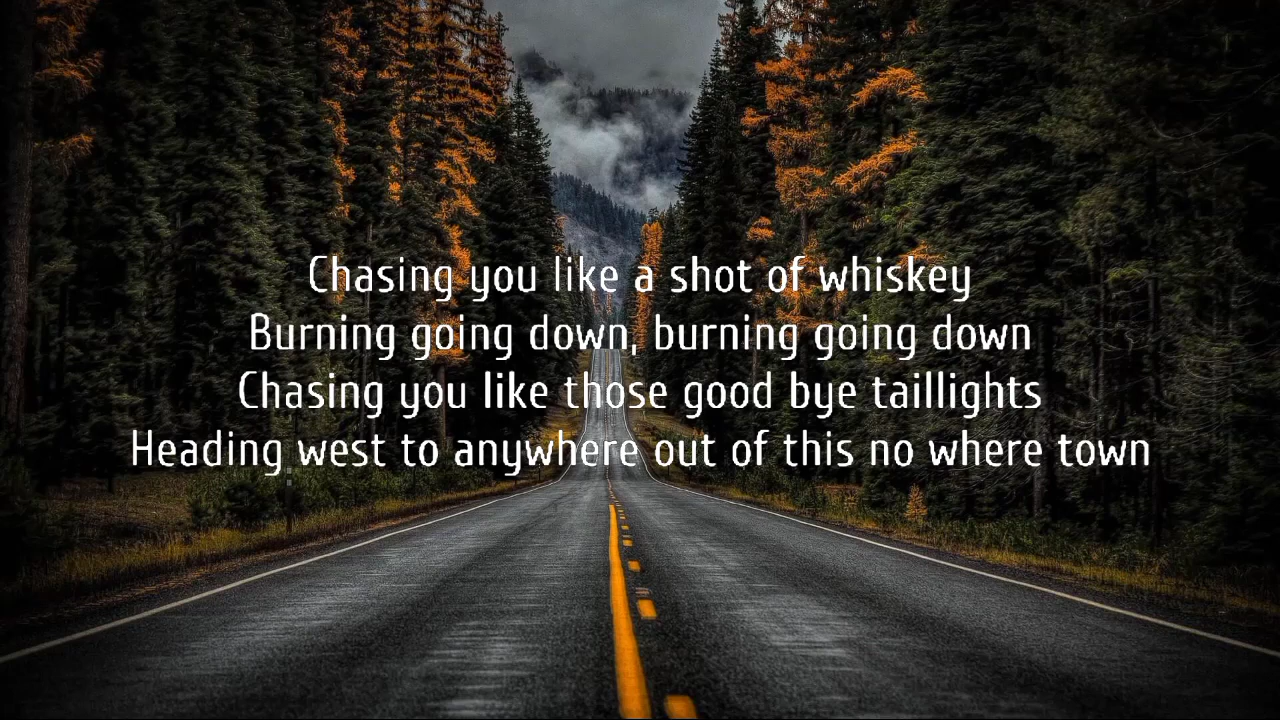 Chasing you like a shot of whiskey
Burning going down, burning going down
Chasing you like those good bye taillights
Heading west to anywhere out of this no where town